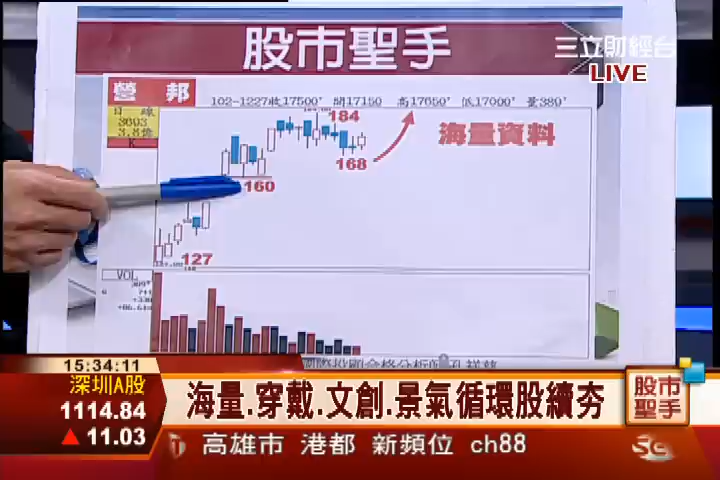 股市聖手
三立財經台
LIVE
營邦
102-1227收17500' 開17150 高17650' 低17000' 量380'
日線
3693
3.8億
K
184
海量資料
168
160
127
VOL
15:34:11
深圳A股
1114.84
▲ 11.03
海量.穿戴.文創.景氣循環股續夯
股市
聖手
高雄市 港都 新頻位 ch88